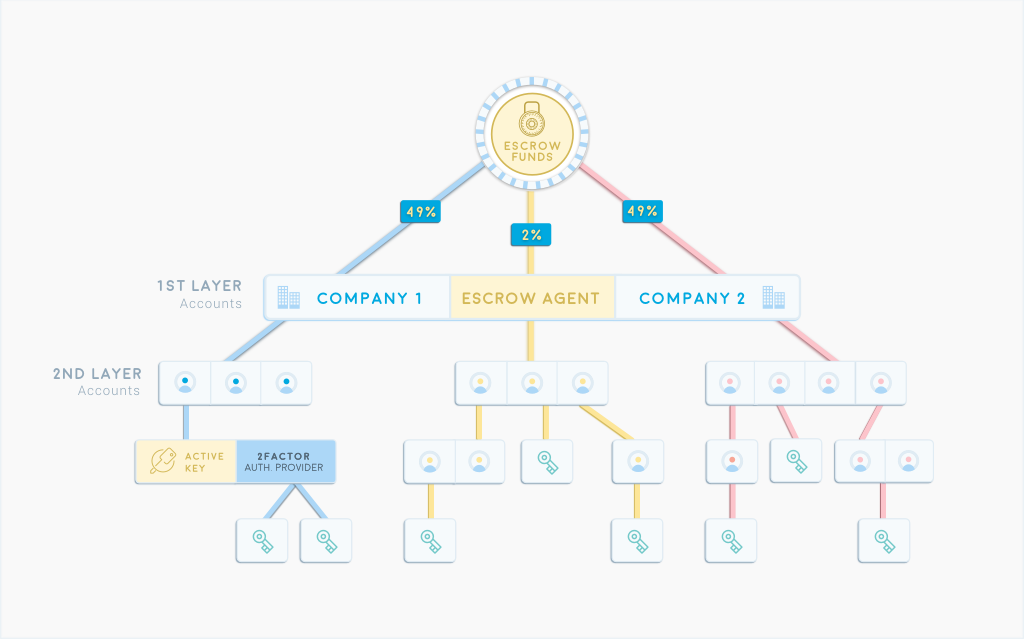 ESCROW
FUNDS
49%
49%
2%
1ST LAYER
Accounts
COMPANY 1
ESCROW AGENT
COMPANY 2
2ND LAYER
Accounts
ACTIVE
KEY
2FACTOR
AUTH. PROVIDER